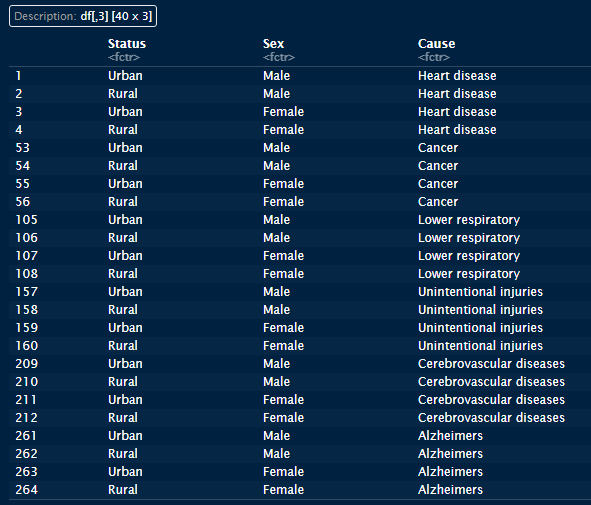 Description: df[,3] [40 x 3]
Status Sex Cause
<fctr> <fctr> <fctr>
1 Urban Male Heart disease
2 Rural Male Heart disease
3 Urban Female Heart disease
4 Rural Female Heart disease
53 Urban Male Cancer
54 Rural Male Cancer
55 Urban Female Cancer
56 Rural Female Cancer
105 Urban Male Lower respiratory
106 Rural Male Lower respiratory
107 Urban Female Lower respiratory
108 Rural Female Lower respiratory
157 Urban Male Unintentional injuries
158 Rural Male Unintentional injuries
159 Urban Female Unintentional injuries
160 Rural Female Unintentional injuries
209 Urban Male Cerebrovascular diseases
210 Rural Male Cerebrovascular diseases
211 Urban Female Cerebrovascular diseases
212 Rural Female Cerebrovascular diseases
261 Urban Male Alzheimers
262 Rural Male Alzheimers
263 Urban Female Alzheimers
264 Rural Female Alzheimers